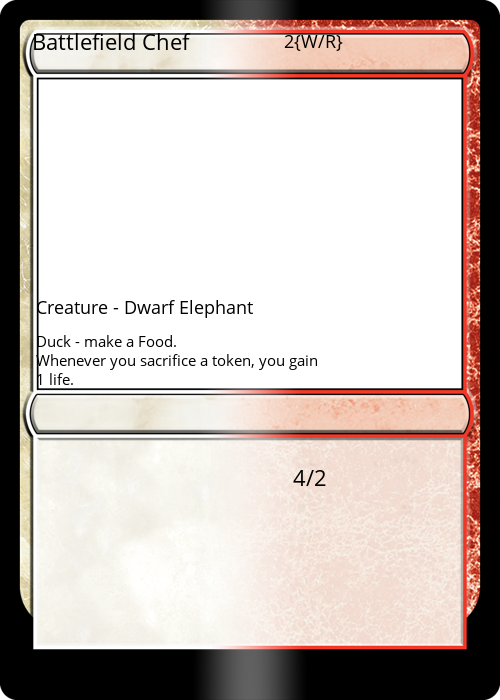 Battlefield Chef 2{W/R}
Creature - Dwarf Elephant
Duck - make a Food.
Whenever you sacrifice a token, you gain
1 life.
4/2